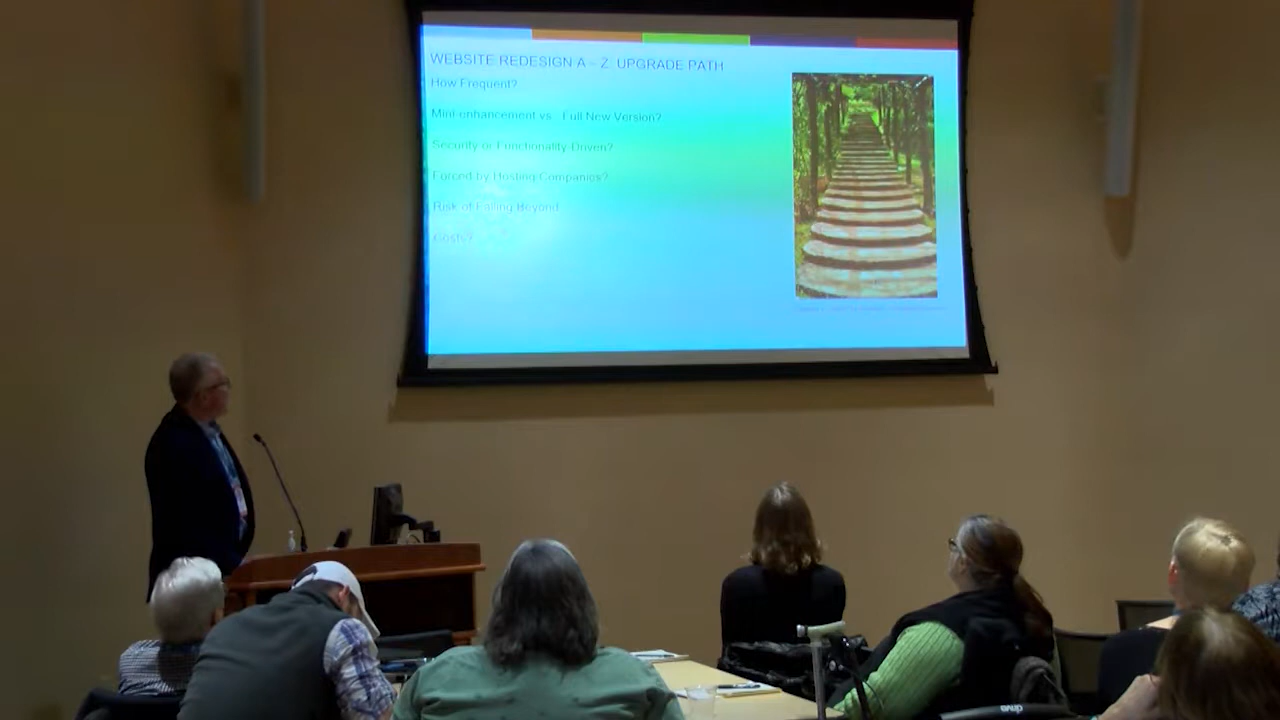 WEBSITE REDESIGN A – Z UPGRADE PATH
How Frequent?
Mini enhancement vs. Full New Version?
Security or Functionality Driven?
Forced by Hosting Companies?
Risk of Falling Beyond
Costs?
drive